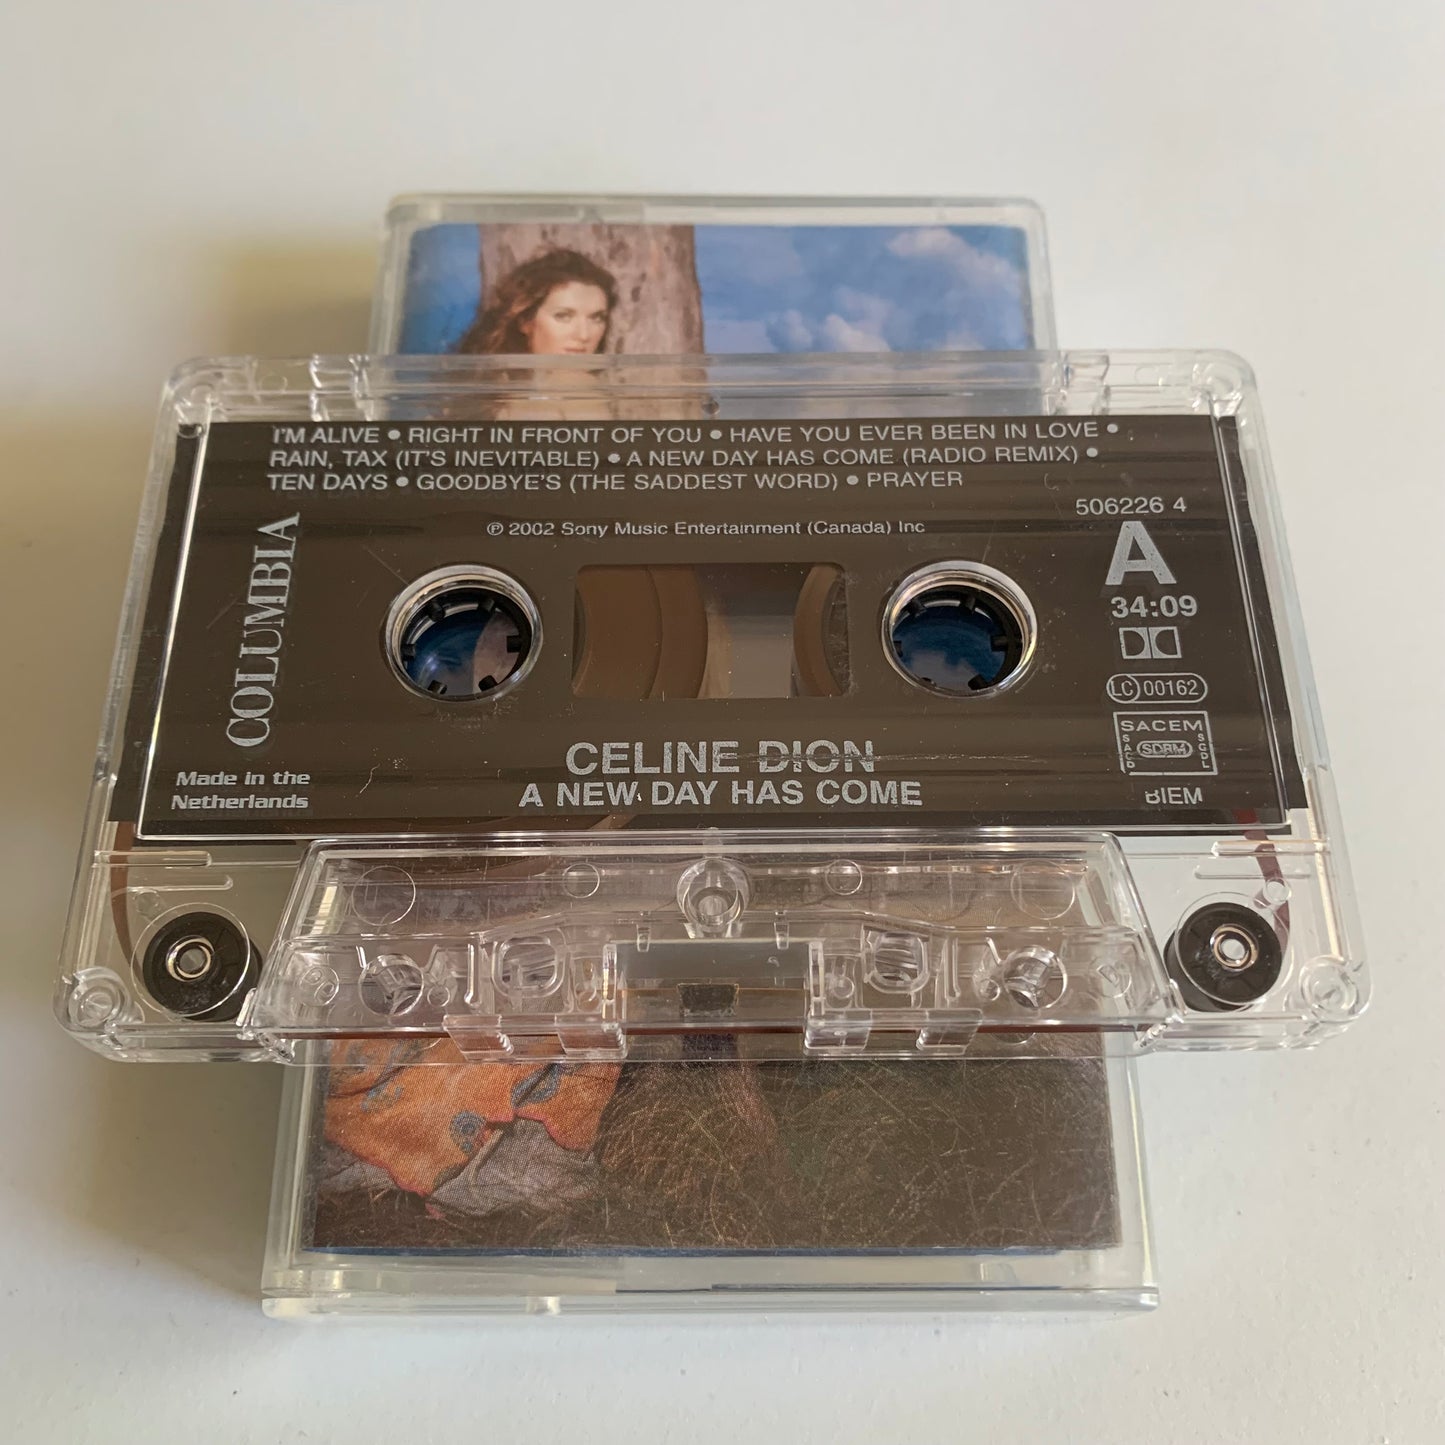 I'M ALIVE • RIGHT IN FRONT OF YOU • HAVE YOU EVER BEEN IN LOVE •
RAIN, TAX (IT'S INEVITABLE) • A NEW DAY HAS COME (RADIO REMIX) •
TEN DAYS • GOODBYE'S (THE SADDEST WORD) • PRAYER
506226 4
℗ 2002 Sony Music Entertainment (Canada) Inc
A
34:09
COLUMBIA
LC 00162
SACEM
SACD
SDRM
SGDL
BIEM
CELINE DION
A NEW DAY HAS COME
Made in the
Netherlands